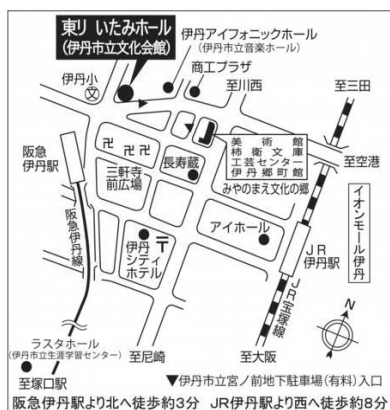 東リ いたみホール
(伊丹市立文化会館)
伊丹アイフォニックホール
(伊丹市立音楽ホール)
商工プラザ
伊丹小
文
至川西
至三田
美術館
柿衛文庫
工芸センター
伊丹郷町館
みやのまえ文化の郷
至空港
阪急
伊丹駅
卍 卍 卍
三軒寺
前広場
長寿蔵
イオンモール伊丹
阪急伊丹線
伊丹
シティ
ホテル
〒
アイホール
JR
伊丹駅
JR宝塚線
N
ラスタホール
(伊丹市立生涯学習センター)
至塚口駅
至尼崎
至大阪
▼伊丹市立宮ノ前地下駐車場(有料)入口
阪急伊丹駅より北へ徒歩約3分 JR伊丹駅より西へ徒歩約8分